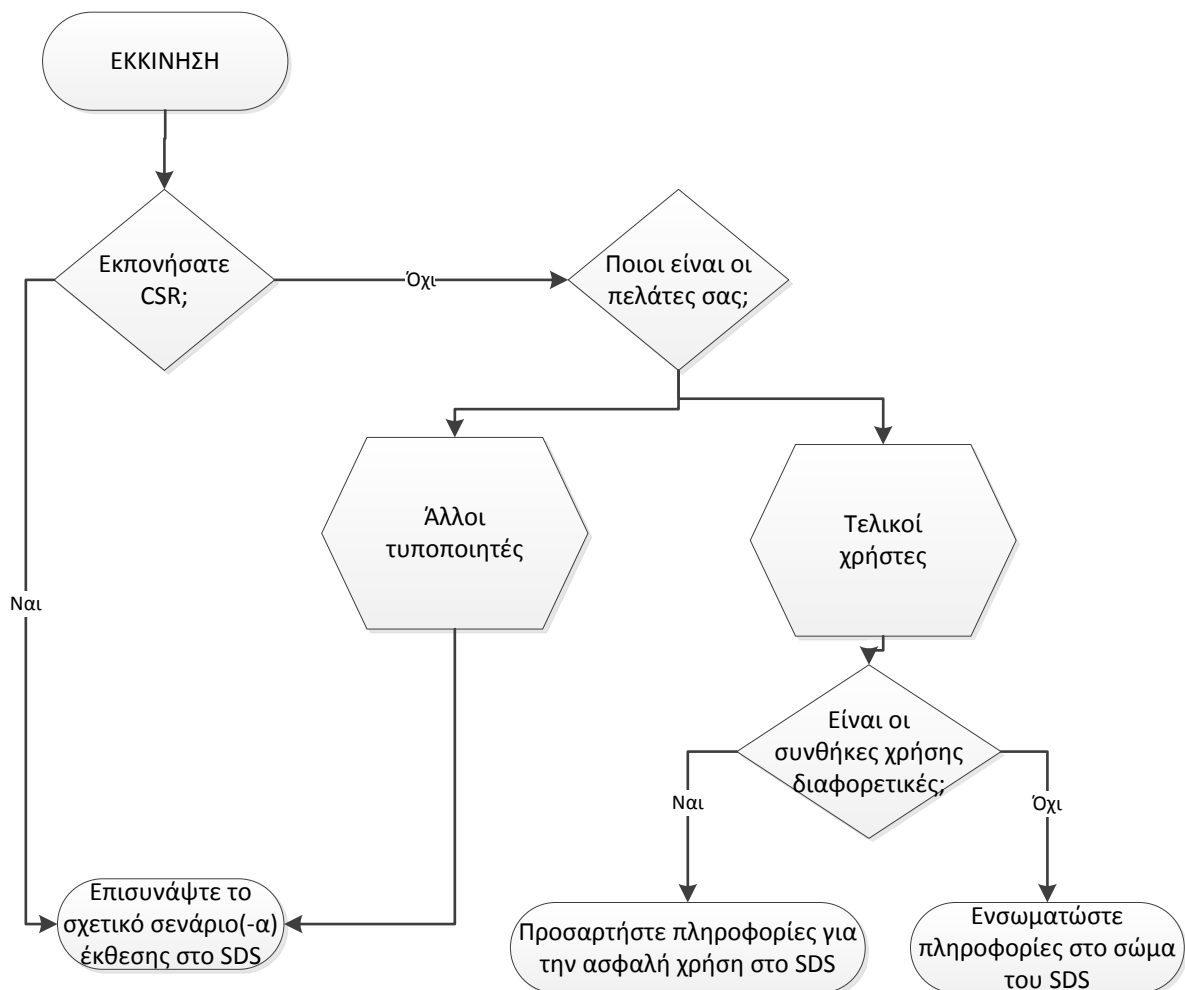 ΕΚΚΙΝΗΣΗ
Εκπονήσατε
CSR;
Όχι
Ποιοι είναι οι
πελάτες σας;
Άλλοι
τυποποιητές
Τελικοί
χρήστες
Ναι
Είναι οι
συνθήκες χρήσης
διαφορετικές;
Ναι
Όχι
Επισυνάψτε το
σχετικό σενάριο(-α)
έκθεσης στο SDS
Προσαρτήστε πληροφορίες για
την ασφαλή χρήση στο SDS
Ενσωματώστε
πληροφορίες στο σώμα
του SDS